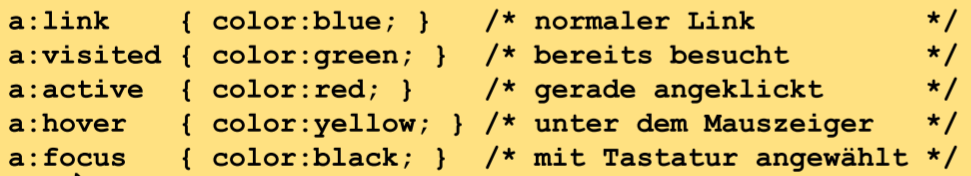 a:link { color:blue; } /* normaler Link */
a:visited { color:green; } /* bereits besucht */
a:active { color:red; } /* gerade angeklickt */
a:hover { color:yellow; } /* unter dem Mauszeiger */
a:focus { color:black; } /* mit Tastatur angewählt */